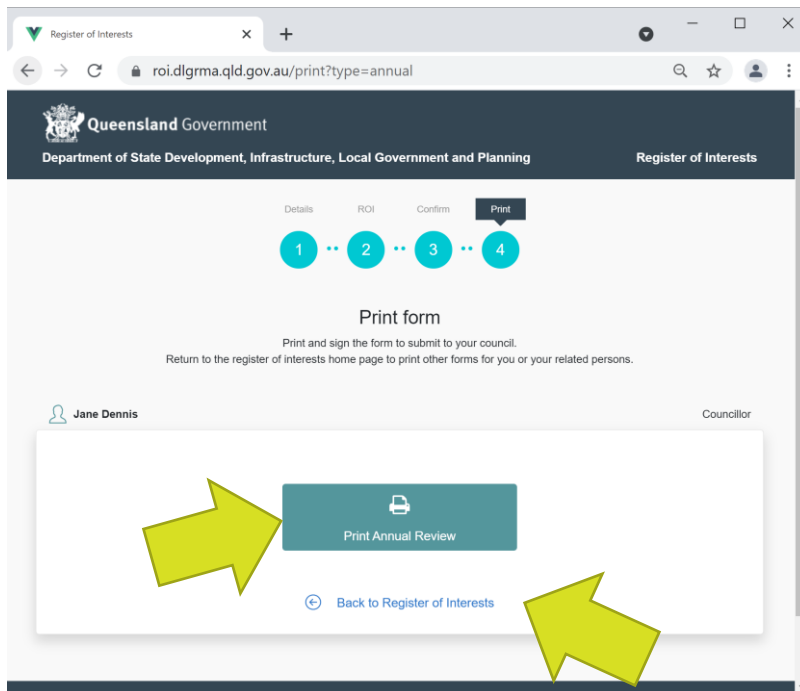 Register of Interests
roi.dlgrma.qld.gov.au/print?type=annual
Queensland Government
Department of State Development, Infrastructure, Local Government and Planning Register of Interests
Details ROI Confirm Print
1 2 3 4
Print form
Print and sign the form to submit to your council.
Return to the register of interests home page to print other forms for you or your related persons.
Jane Dennis Councillor
Print Annual Review
Back to Register of Interests